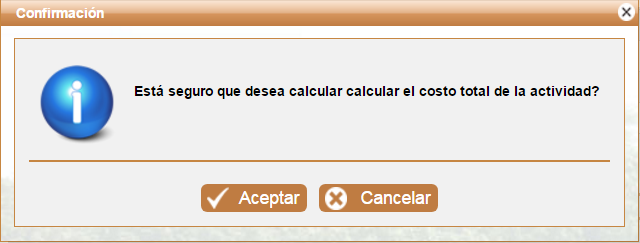 Confirmación
Está seguro que desea calcular calcular el costo total de la actividad?
Aceptar
Cancelar